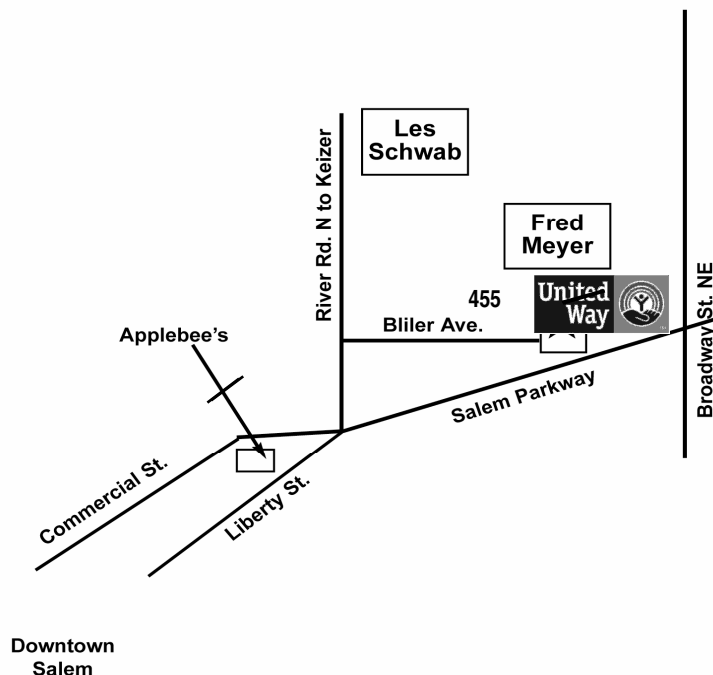 Les
Schwab
River Rd. N to Keizer
Fred
Meyer
455
United
Way
Bliler Ave.
Broadway St. NE
Applebee's
Salem Parkway
Commercial St.
Liberty St.
Downtown
Salem